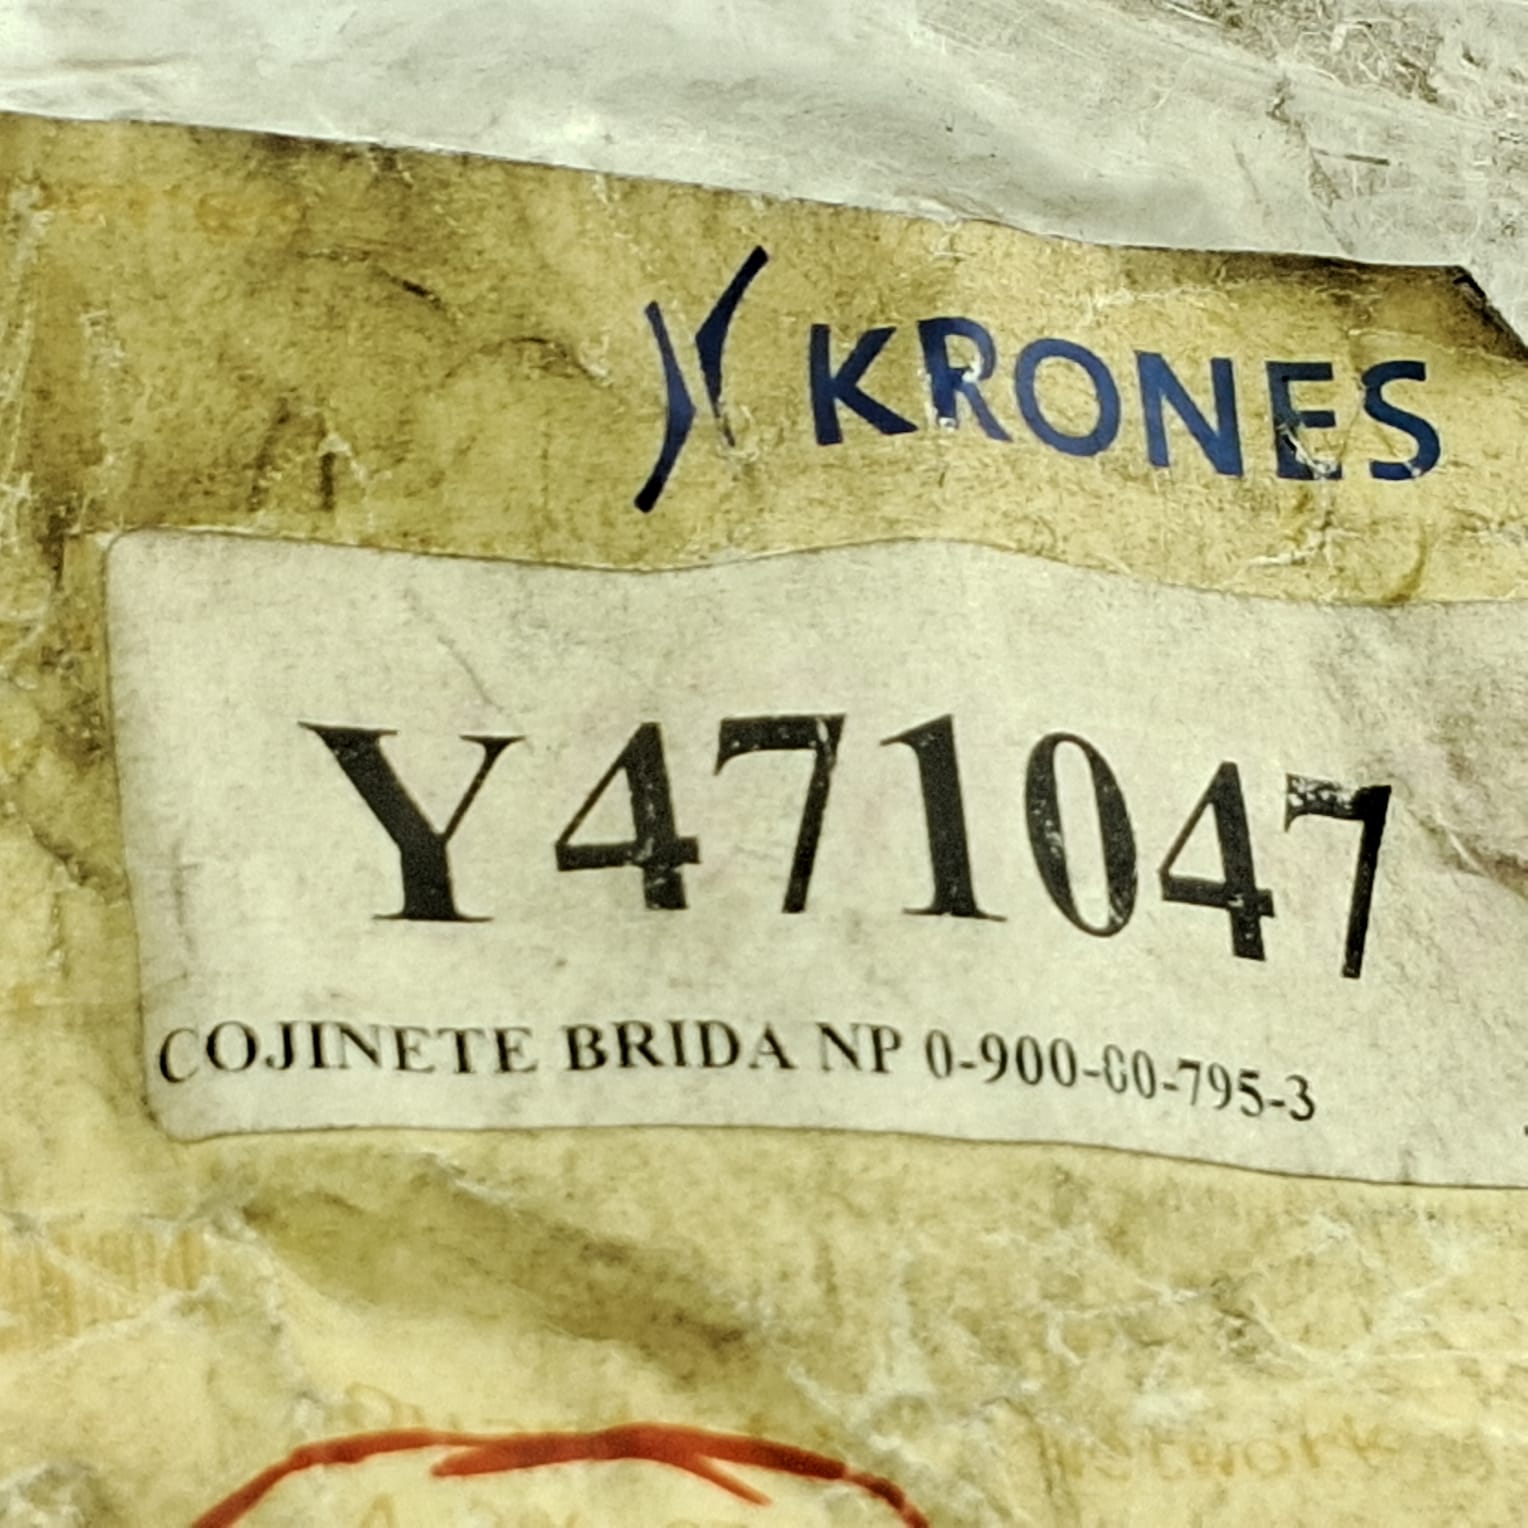 KRONES
Y471047
COJINETE BRIDA NP 0-900-00-795-3